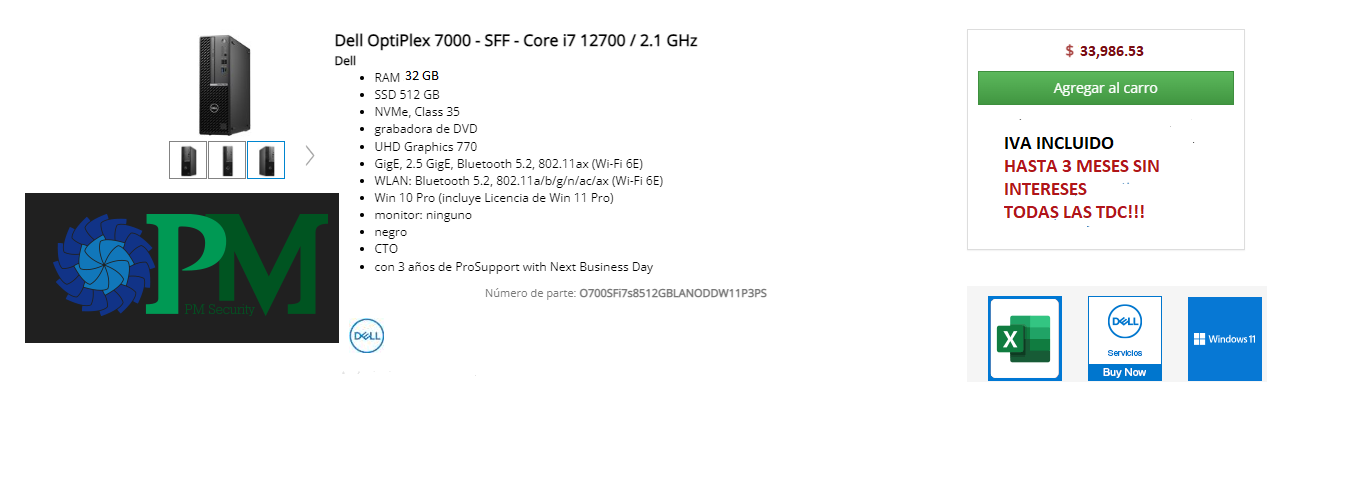 Dell OptiPlex 7000 - SFF - Core i7 12700 / 2.1 GHz
Dell
RAM 32 GB
SSD 512 GB
NVMe, Class 35
grabadora de DVD
UHD Graphics 770
GigE, 2.5 GigE, Bluetooth 5.2, 802.11ax (Wi-Fi 6E)
WLAN: Bluetooth 5.2, 802.11a/b/g/n/ac/ax (Wi-Fi 6E)
Win 10 Pro (incluye Licencia de Win 11 Pro)
monitor: ninguno
negro
CTO
con 3 años de ProSupport with Next Business Day
Número de parte: O700SFi7s8512GBLANODDW11P3PS
DELL
PM
PM Security
$ 33,986.53
Agregar al carro
IVA INCLUIDO
HASTA 3 MESES SIN
INTERESES
TODAS LAS TDC!!!
X
DELL
Servicios
Buy Now
Windows 11